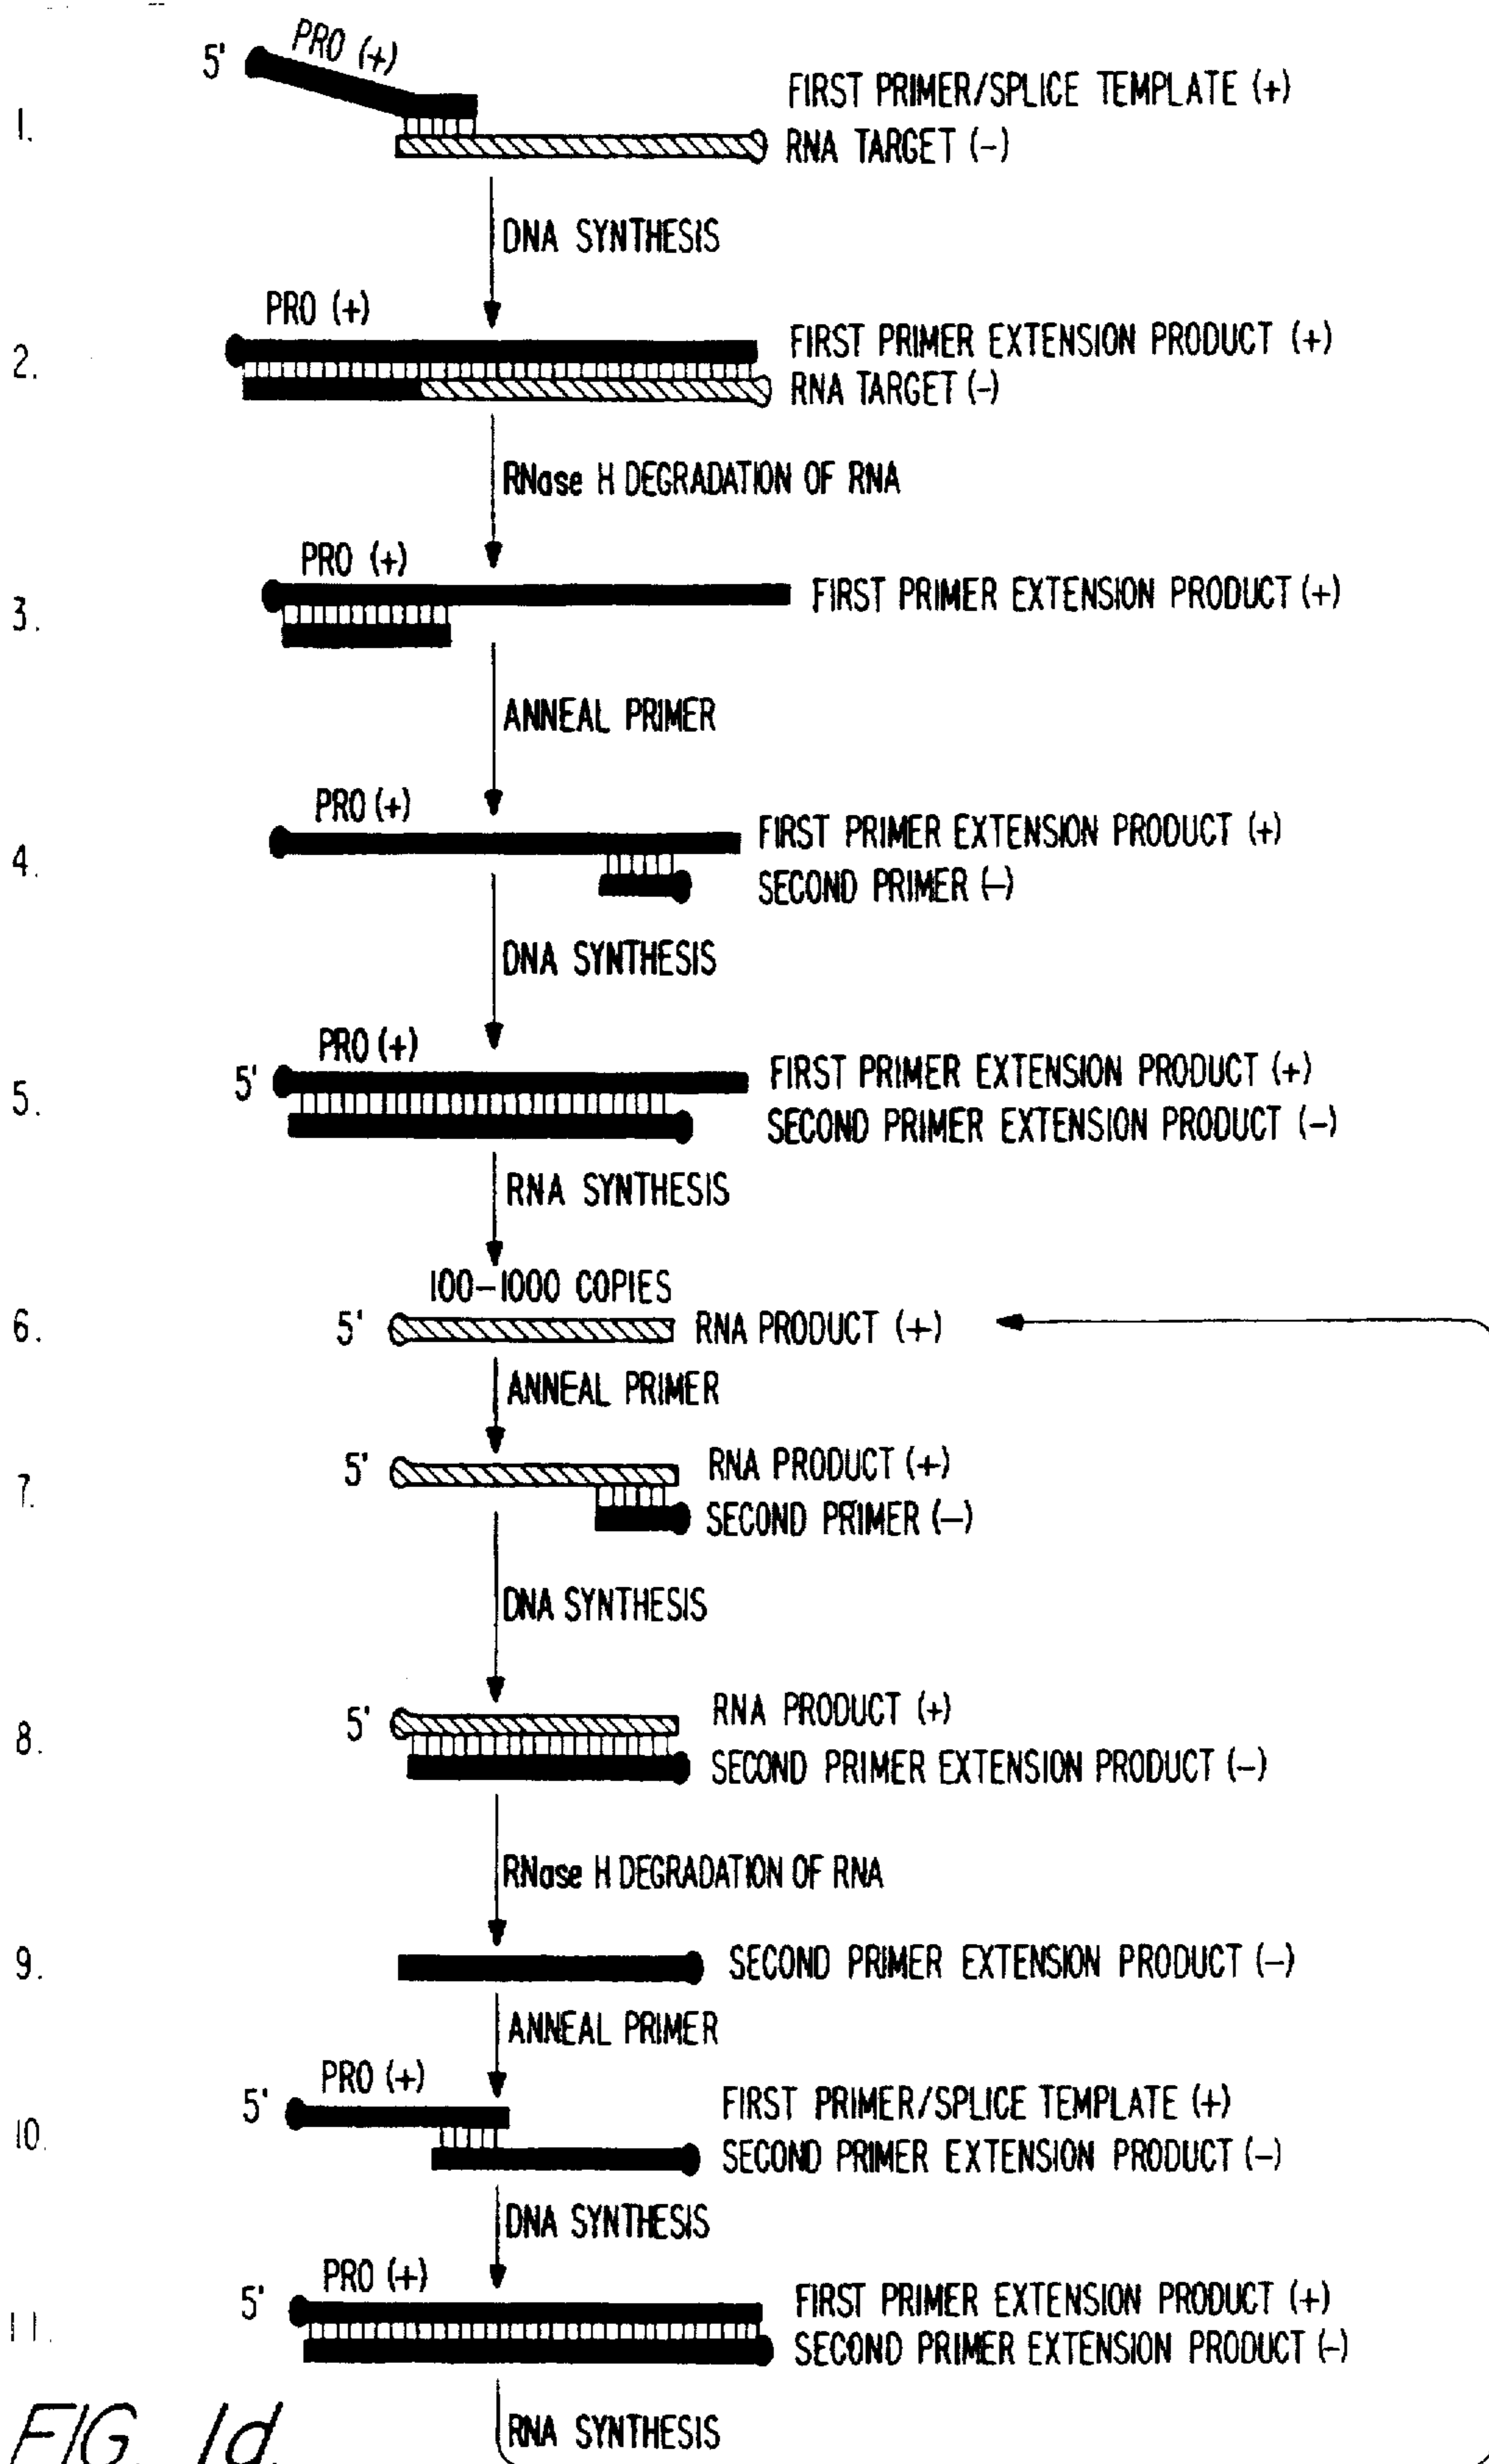 5' PRO (+)
FIRST PRIMER/SPLICE TEMPLATE (+)
1.
RNA TARGET (-)
DNA SYNTHESIS
PRO (+)
FIRST PRIMER EXTENSION PRODUCT (+)
2.
RNA TARGET (-)
RNase H DEGRADATION OF RNA
PRO (+)
FIRST PRIMER EXTENSION PRODUCT (+)
3.
ANNEAL PRIMER
PRO (+)
FIRST PRIMER EXTENSION PRODUCT (+)
4.
SECOND PRIMER (-)
DNA SYNTHESIS
PRO (+)
5' FIRST PRIMER EXTENSION PRODUCT (+)
5.
SECOND PRIMER EXTENSION PRODUCT (-)
RNA SYNTHESIS
100-1000 COPIES
6. 5' RNA PRODUCT (+)
ANNEAL PRIMER
5' RNA PRODUCT (+)
7.
SECOND PRIMER (-)
DNA SYNTHESIS
5' RNA PRODUCT (+)
8.
SECOND PRIMER EXTENSION PRODUCT (-)
RNase H DEGRADATION OF RNA
9. SECOND PRIMER EXTENSION PRODUCT (-)
ANNEAL PRIMER
PRO (+)
5' FIRST PRIMER/SPLICE TEMPLATE (+)
10.
SECOND PRIMER EXTENSION PRODUCT (-)
DNA SYNTHESIS
PRO (+)
5' FIRST PRIMER EXTENSION PRODUCT (+)
11.
SECOND PRIMER EXTENSION PRODUCT (-)
RNA SYNTHESIS
FIG. 1d.